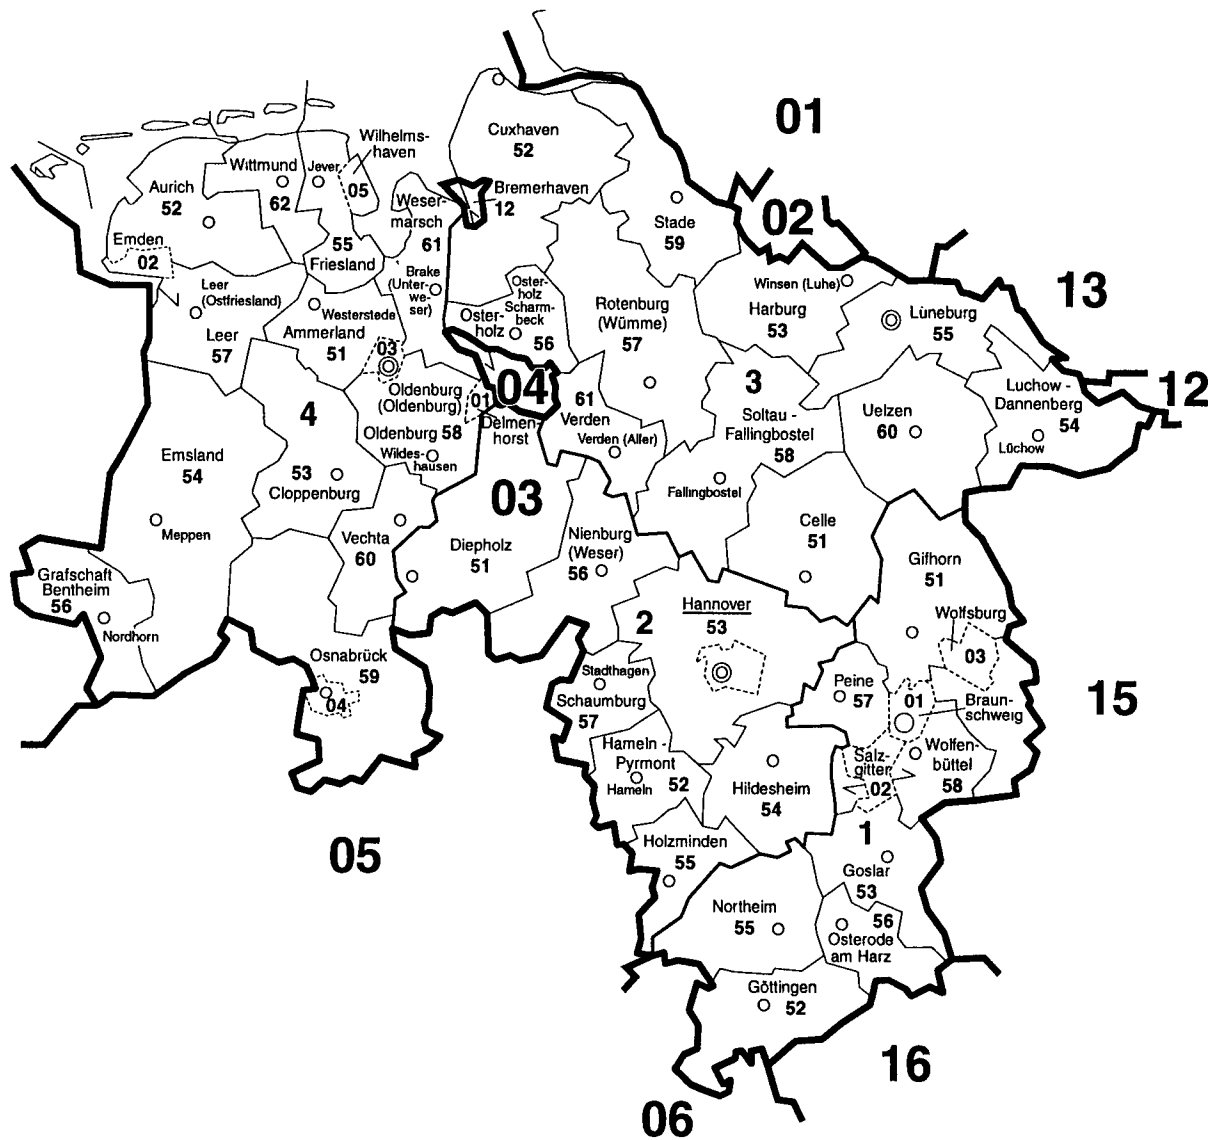 01
Cuxhaven
52
Wilhelms-
haven
Wittmund
Jever
05
62
Aurich
52
Bremerhaven
12
Weser-
marsch
61
02
Stade
59
Emden
02
55
Friesland
Brake
(Unter-
we-
ser)
Leer
(Ostfriesland)
Leer
57
Westerstede
Ammerland
51
03
Oster-
holz
Scharm-
beck
Oster-
holz
56
Rotenburg
(Wümme)
57
Winsen (Luhe)
Harburg
53
13
Lüneburg
55
04
Oldenburg
(Oldenburg)
01
Delmen-
horst
Oldenburg
58
Wildes-
hausen
61
Verden
Verden (Aller)
3
Soltau -
Fallingbostel
58
Fallingbostel
Uelzen
60
Luchow -
Dannenberg
54
Lüchow
12
4
Emsland
54
53
Cloppenburg
Meppen
03
Vechta
60
Diepholz
51
Nienburg
(Weser)
56
Celle
51
Gifhorn
51
Grafschaft
Bentheim
56
Nordhorn
2
Hannover
53
Wolfsburg
03
Osnabrück
59
04
Stadthagen
Schaumburg
57
Peine
57
01
Braun-
schweig
15
Hameln -
Pyrmont
52
Hameln
Hildesheim
54
Salz-
gitter
02
Wolfen-
büttel
58
05
Holzminden
55
1
Goslar
53
Northeim
55
56
Osterode
am Harz
Göttingen
52
16
06